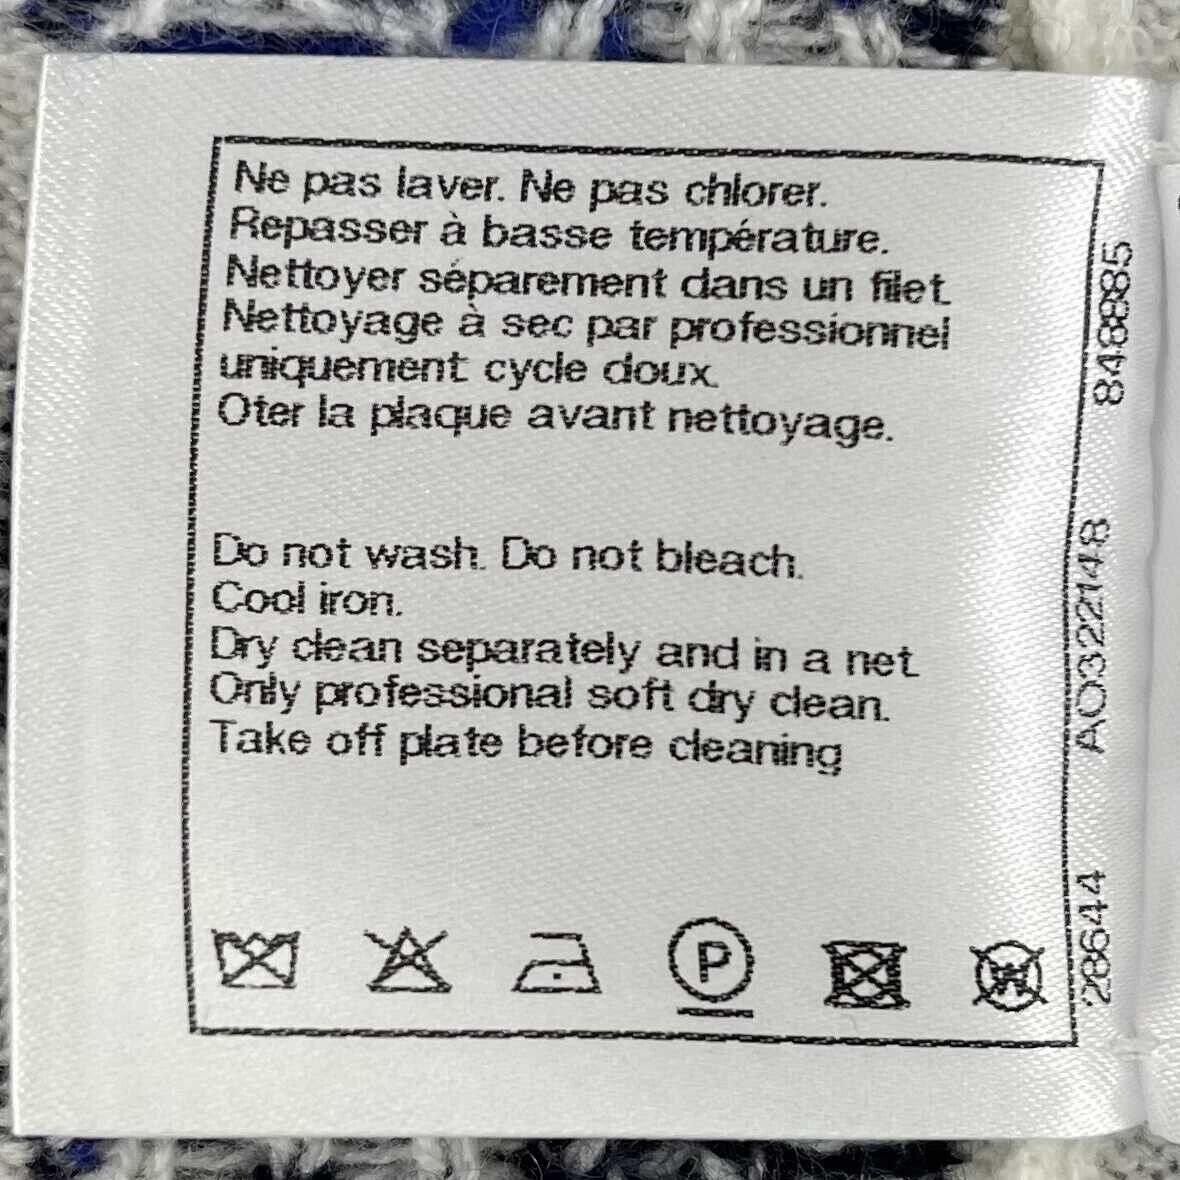 Ne pas laver. Ne pas chlorer.
Repasser à basse température.
Nettoyer séparement dans un filet.
Nettoyage à sec par professionnel
uniquement cycle doux.
Oter la plaque avant nettoyage.
Do not wash. Do not bleach.
Cool iron.
Dry clean separately and in a net.
Only professional soft dry clean.
Take off plate before cleaning
P
W
28644 AO322148 848885